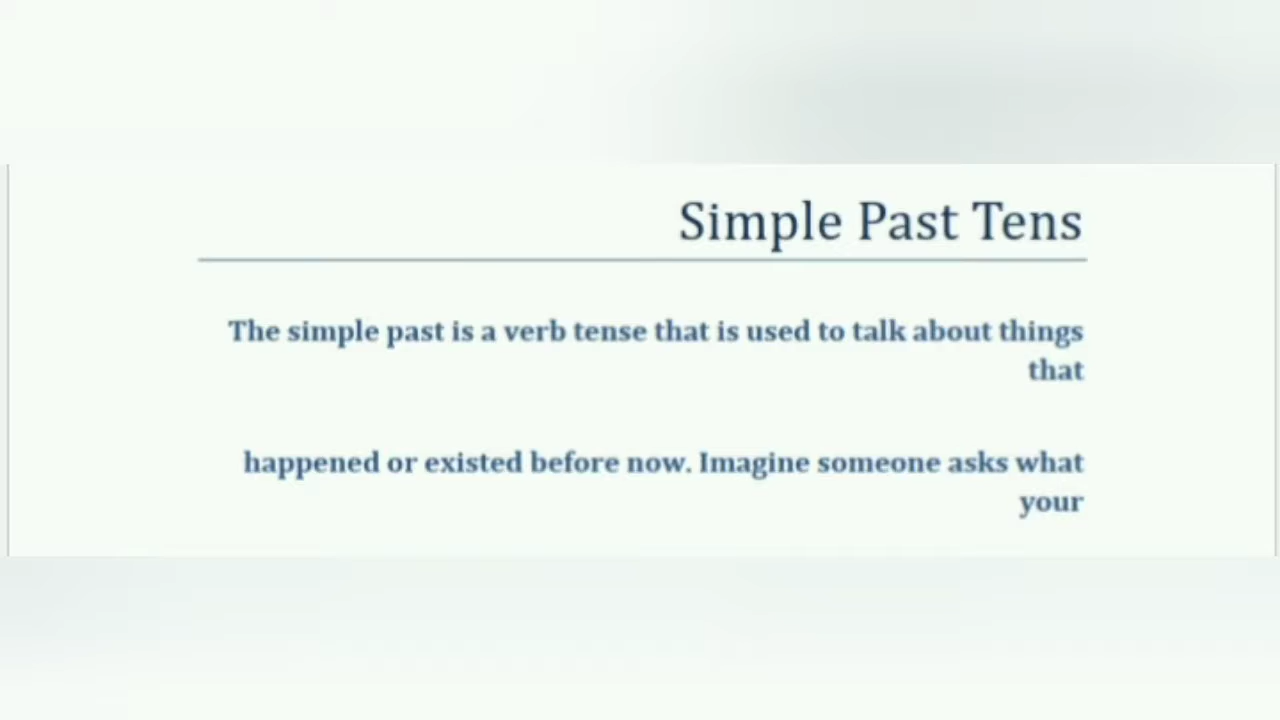 Simple Past Tens
The simple past is a verb tense that is used to talk about things
that
happened or existed before now. Imagine someone asks what
your